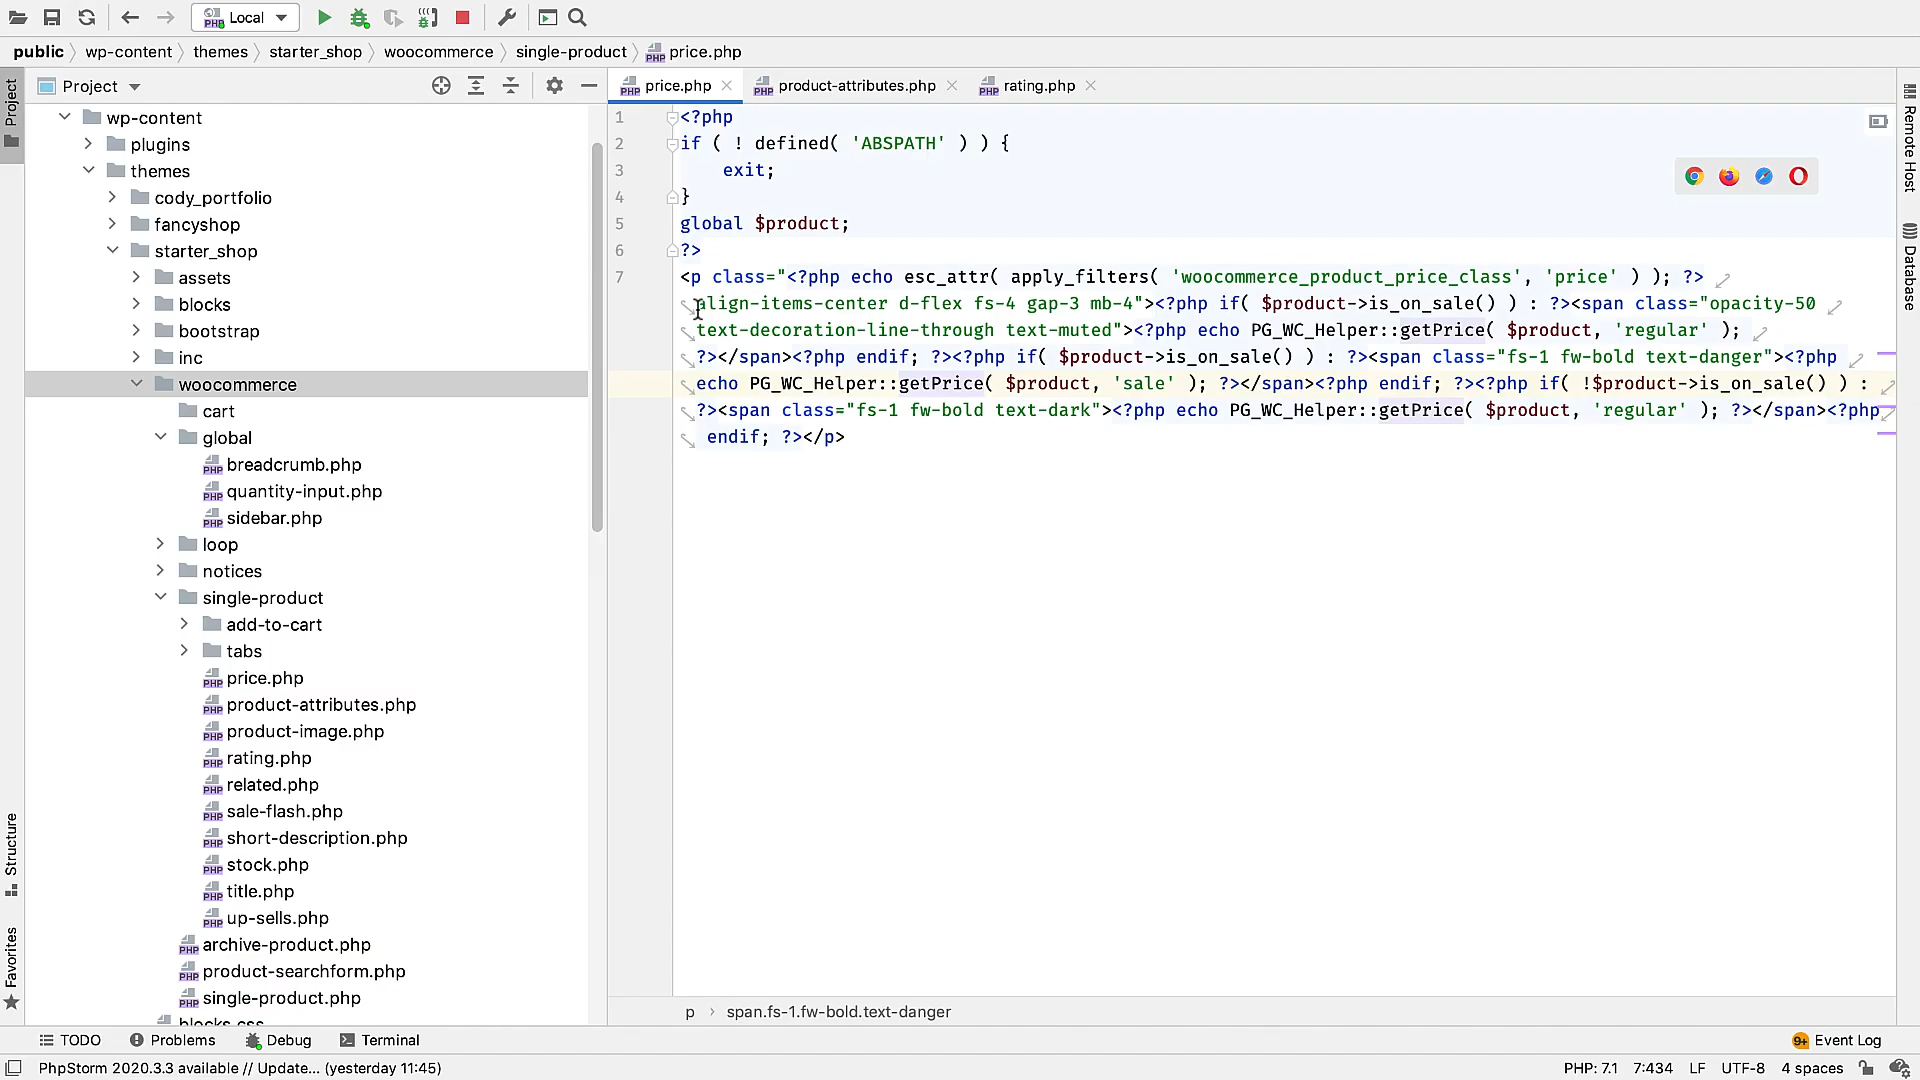 Local
public
wp-content
themes
starter_shop
woocommerce
single-product
price.php
Project
Project
wp-content
plugins
themes
cody_portfolio
fancyshop
starter_shop
assets
blocks
bootstrap
inc
woocommerce
cart
global
breadcrumb.php
quantity-input.php
sidebar.php
loop
notices
single-product
add-to-cart
tabs
price.php
product-attributes.php
product-image.php
rating.php
related.php
sale-flash.php
short-description.php
stock.php
title.php
up-sells.php
archive-product.php
product-searchform.php
single-product.php
blocks.css
Structure
Favorites
price.php
product-attributes.php
rating.php
1 <?php
2 if ( ! defined( 'ABSPATH' ) ) {
3 exit;
4 }
5 global $product;
6 ?>
7 <p class="<?php echo esc_attr( apply_filters( 'woocommerce_product_price_class', 'price' ) ); ?>
align-items-center d-flex fs-4 gap-3 mb-4"><?php if( $product->is_on_sale() ) : ?><span class="opacity-50
text-decoration-line-through text-muted"><?php echo PG_WC_Helper::getPrice( $product, 'regular' );
?></span><?php endif; ?><?php if( $product->is_on_sale() ) : ?><span class="fs-1 fw-bold text-danger"><?php
echo PG_WC_Helper::getPrice( $product, 'sale' ); ?></span><?php endif; ?><?php if( !$product->is_on_sale() ) :
?><span class="fs-1 fw-bold text-dark"><?php echo PG_WC_Helper::getPrice( $product, 'regular' ); ?></span><?php
endif; ?></p>
Remote Host
Database
p
span.fs-1.fw-bold.text-danger
TODO
Problems
Debug
Terminal
9+ Event Log
PhpStorm 2020.3.3 available // Update... (yesterday 11:45)
PHP: 7.1
7:434
LF
UTF-8
4 spaces